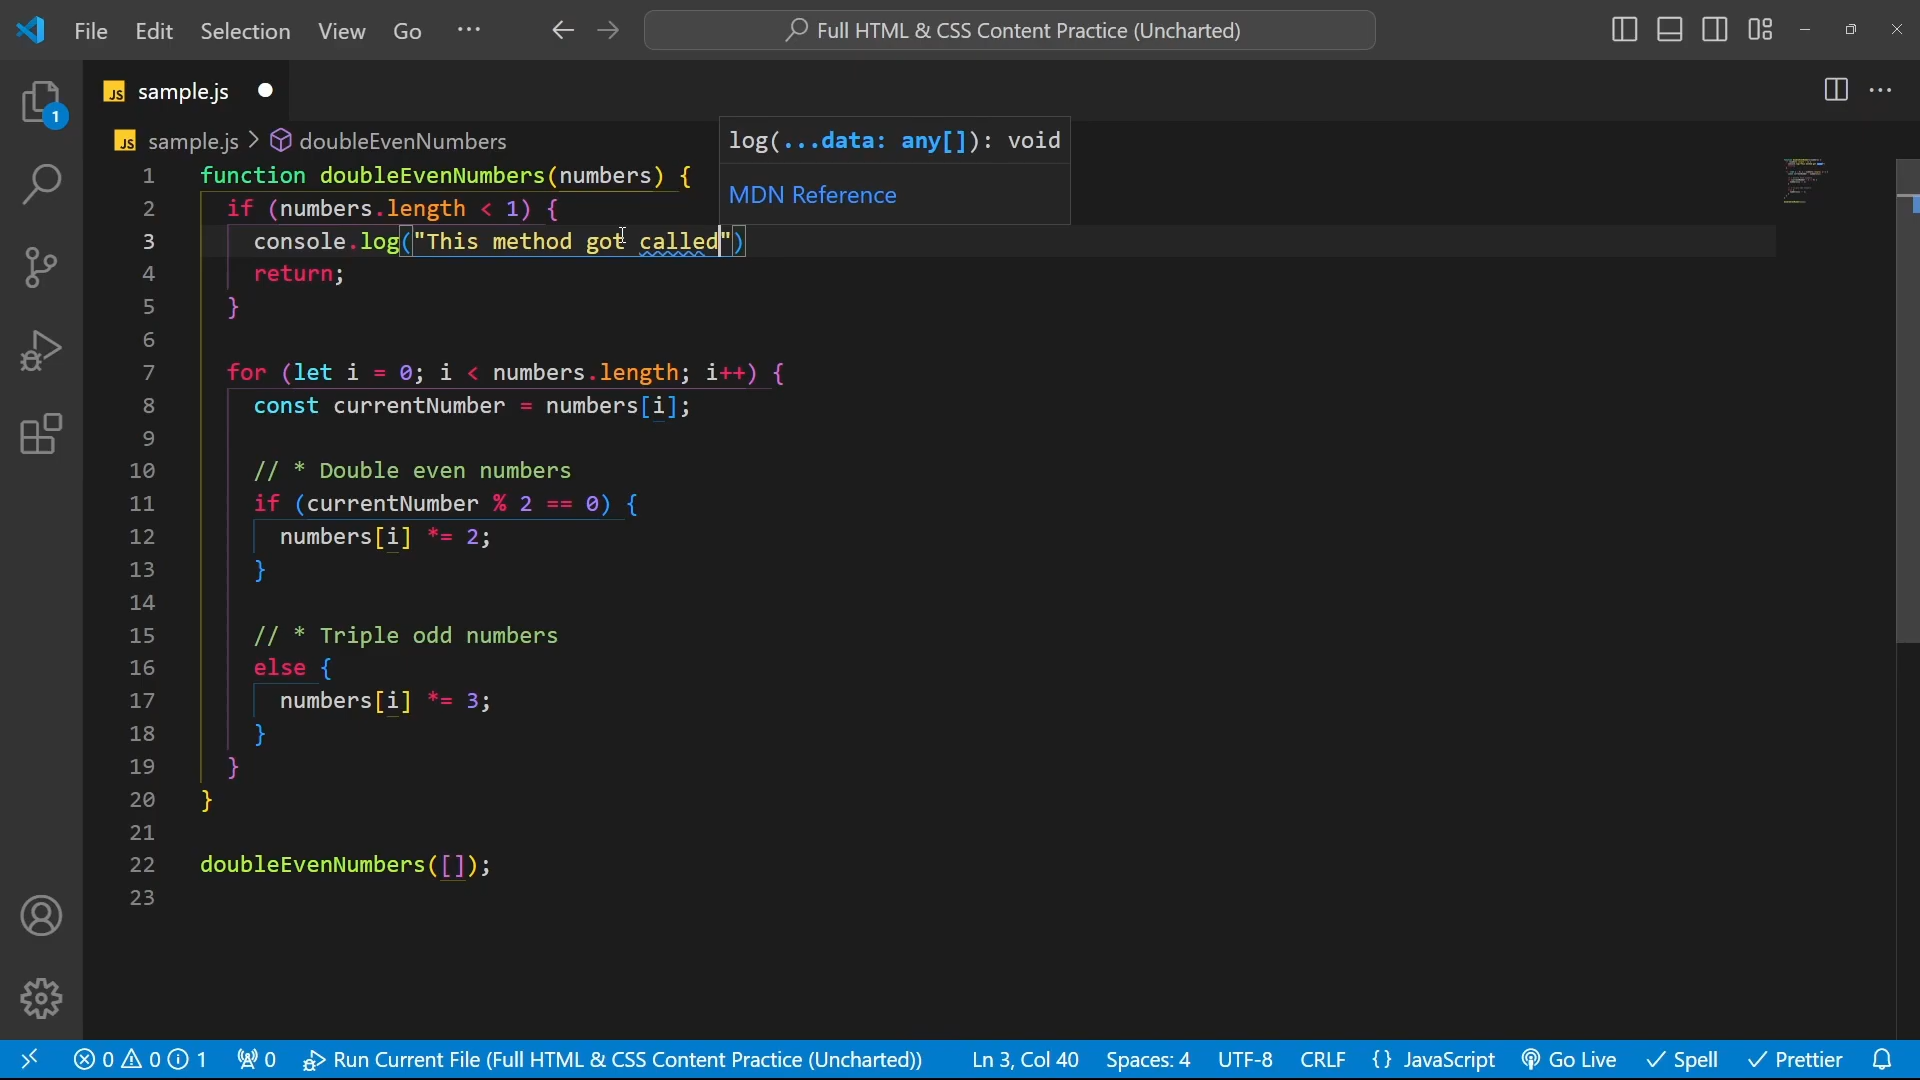 File Edit Selection View Go ··· Full HTML & CSS Content Practice (Uncharted)
1
JS sample.js
JS sample.js > doubleEvenNumbers
log(...data: any[]): void
MDN Reference
1 function doubleEvenNumbers(numbers) {
2 if (numbers.length < 1) {
3 console.log("This method got called")
4 return;
5 }
6
7 for (let i = 0; i < numbers.length; i++) {
8 const currentNumber = numbers[i];
9
10 // * Double even numbers
11 if (currentNumber % 2 == 0) {
12 numbers[i] *= 2;
13 }
14
15 // * Triple odd numbers
16 else {
17 numbers[i] *= 3;
18 }
19 }
20 }
21
22 doubleEvenNumbers([]);
23
0 0 1 0 Run Current File (Full HTML & CSS Content Practice (Uncharted)) Ln 3, Col 40 Spaces: 4 UTF-8 CRLF {} JavaScript Go Live Spell Prettier